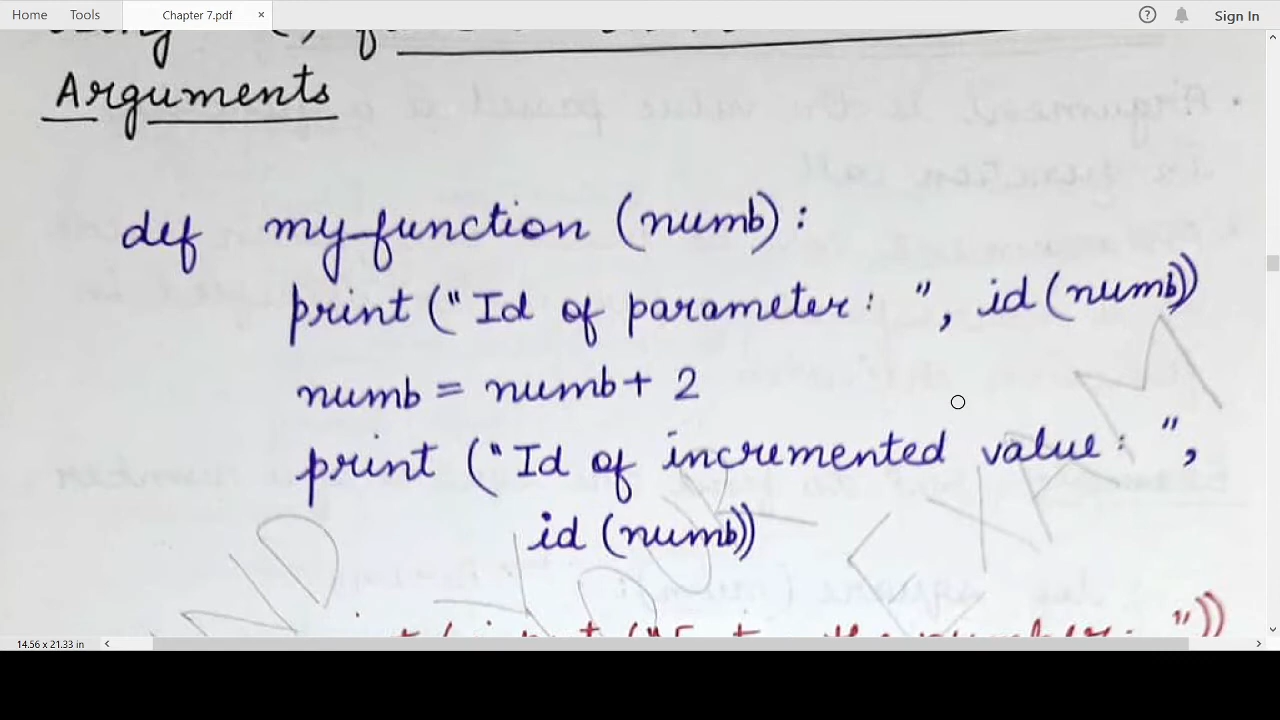 Home Tools Chapter 7.pdf × Sign In
Arguments
def my_function (numb):
print ("Id of parameter: ", id (numb))
numb = numb + 2
print ("Id of incremented value: ",
id (numb))
14.56 x 21.33 in